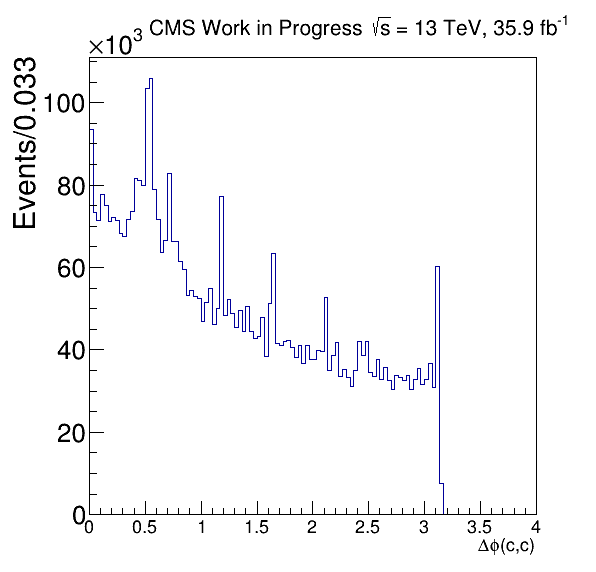 ×10³ CMS Work in Progress √s = 13 TeV, 35.9 fb⁻¹
Events/0.033
100
80
60
40
20
0
0 0.5 1 1.5 2 2.5 3 3.5 4
Δϕ(c,c)